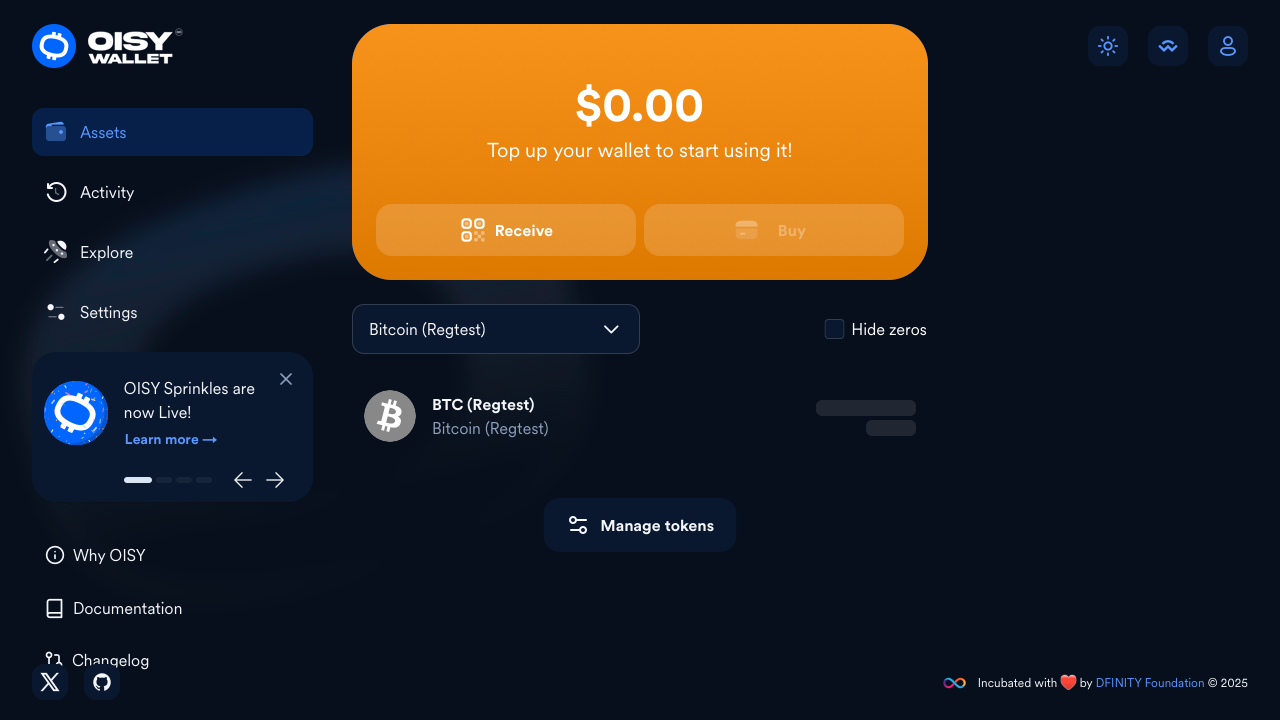 OISY
WALLET
Assets
Activity
Explore
Settings
OISY Sprinkles are
now Live!
Learn more →
Why OISY
Documentation
Changelog
$0.00
Top up your wallet to start using it!
Receive
Buy
Bitcoin (Regtest)
Hide zeros
BTC (Regtest)
Bitcoin (Regtest)
Manage tokens
Incubated with ❤️ by DFINITY Foundation © 2025